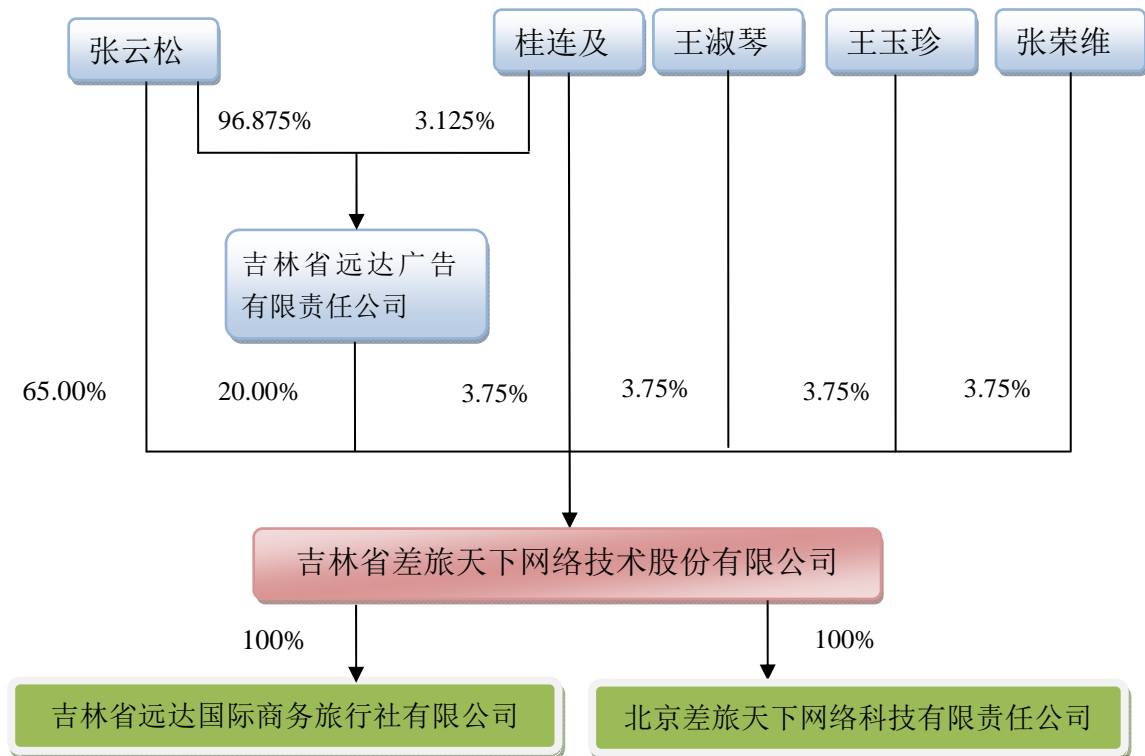 张云松
桂连及
王淑琴
王玉珍
张荣维
96.875%
3.125%
吉林省远达广告
有限责任公司
65.00%
20.00%
3.75%
3.75%
3.75%
3.75%
吉林省差旅天下网络技术股份有限公司
100%
100%
吉林省远达国际商务旅行社有限公司
北京差旅天下网络科技有限责任公司